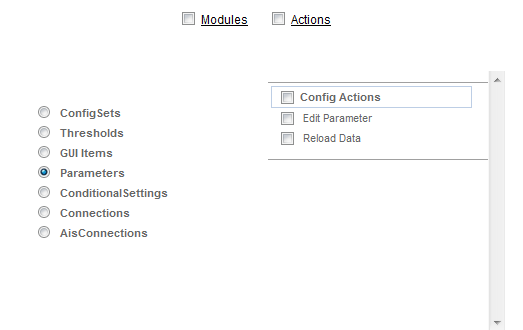 Modules Actions
Config Actions
Edit Parameter
Reload Data
ConfigSets
Thresholds
GUI Items
Parameters
ConditionalSettings
Connections
AisConnections